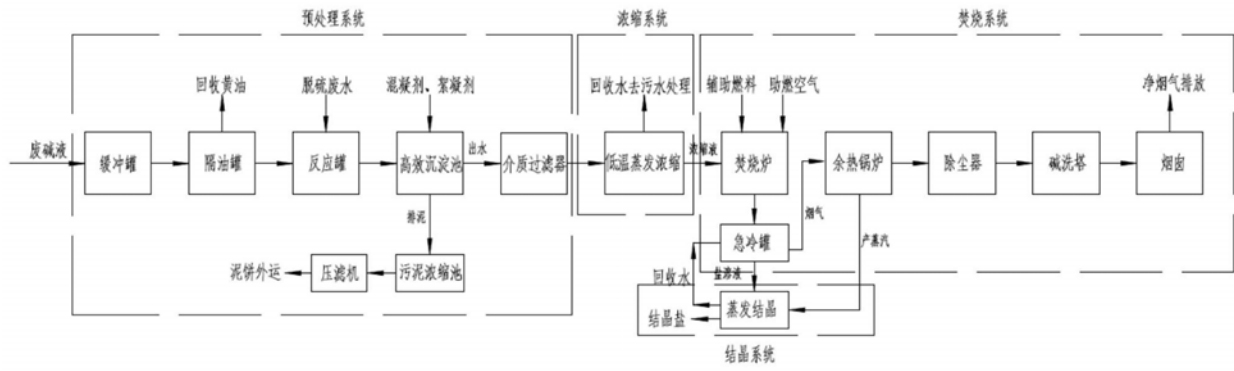 预处理系统
浓缩系统
焚烧系统
回收黄油
脱硫废水
混凝剂、絮凝剂
回收水去污水处理
辅助燃料
助燃空气
净烟气排放
废碱液
缓冲罐
隔油罐
反应罐
高效沉淀池
出水
介质过滤器
低温蒸发浓缩
浓缩液
焚烧炉
余热锅炉
除尘器
碱洗塔
烟囱
排泥
烟气
急冷罐
产蒸汽
泥饼外运
压滤机
污泥浓缩池
回收水
盐溶液
蒸发结晶
结晶盐
结晶系统